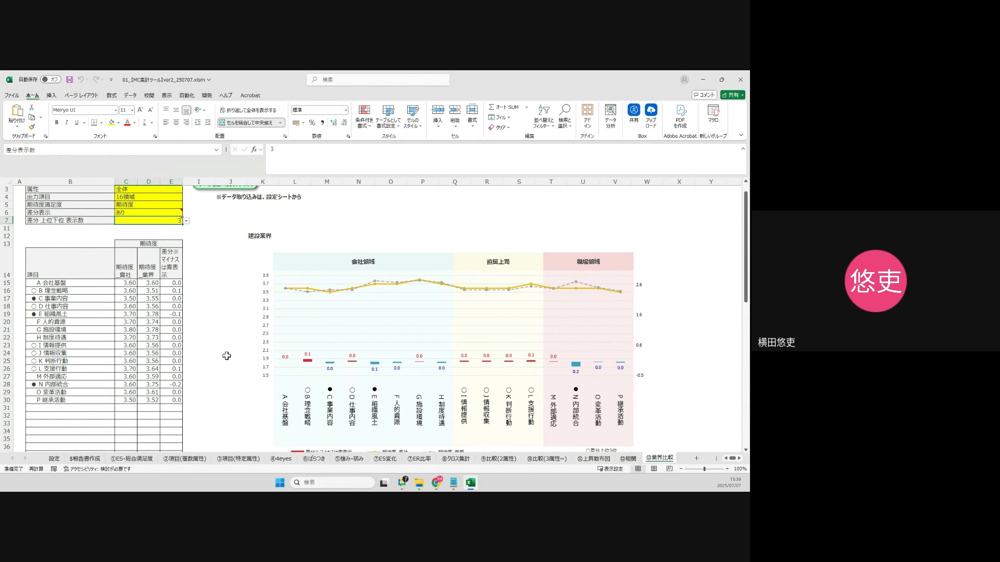 自動保存 オフ 01_【MC集計ツール】ver2_250707.xlsm 検索
ファイル ホーム 挿入 ページ レイアウト 数式 データ 校閲 表示 自動化 開発 ヘルプ Acrobat コメント 共有
貼り付け Meiryo UI 11 折り返して全体を表示する 標準 条件付き書式 テーブルとして書式設定 セルのスタイル 挿入 削除 書式 オート SUM フィル クリア 並べ替えとフィルター 検索と選択 アドイン データ分析 共有 アップロード PDFを作成 マクロ
B I U セルを結合して中央揃え
クリップボード フォント 配置 数値 スタイル セル 編集 アドイン Box Adobe Acrobat 新しいグループ
差分表示数 fx 3
A B C D E I J K L M N O P Q R S T U V W X Y
3 属性 全体
4 出力項目 16領域
※データ取り込みは、設定シートから
5 期待度満足度 期待度
6 差分表示 あり
7 差分 上位下位 表示数 3
11
12
13 期待度
14 項目 期待度_貴社 期待度_業界 差分※マイナスは青表示
15 A 会社基盤 3.60 3.60 0.0
16 ○ B 理念戦略 3.60 3.51 0.1
17 ● C 事業内容 3.50 3.55 0.0
18 ○ D 仕事内容 3.60 3.56 0.0
19 ● E 組織風土 3.70 3.78 -0.1
20 F 人的資源 3.70 3.74 0.0
21 G 施設環境 3.80 3.78 0.0
22 H 制度待遇 3.70 3.73 0.0
23 ○ I 情報提供 3.60 3.56 0.0
24 ○ J 情報収集 3.60 3.56 0.0
25 ○ K 判断行動 3.60 3.56 0.0
26 ○ L 支援行動 3.70 3.64 0.1
27 M 外部適応 3.60 3.59 0.0
28 ● N 内部統合 3.60 3.75 -0.2
29 O 変革活動 3.60 3.61 0.0
30 P 継承活動 3.50 3.52 0.0
31
32
33
34
35
36
建設業界
会社領域 直属上司 職場領域
3.9
3.7
3.5
3.3
3.1
2.9
2.7
2.5
2.3
2.1
1.9
1.7
1.5
2.6
1.6
0.6
-0.5
0.0 0.1 0.0 0.0 0.0 0.0 0.0 0.1 0.0
0.0 0.1 0.0 0.0 0.2 0.0 0.0
A 会社基盤
○B 理念戦略
●C 事業内容
○D 仕事内容
●E 組織風土
F 人的資源
G 施設環境
H 制度待遇
○I 情報提供
○J 情報収集
○K 判断行動
○L 支援行動
M 外部適応
●N 内部統合
O 変革活動
P 継承活動
差分※マイナスは青表示 期待度_貴社 期待度_業界 ○差分上位3位
設定 $報告書作成 ①ES・総合満足度 ②項目(複数属性) ③項目(特定属性) ④4eyes ⑥ばらつき ⑤強み・弱み ⑦ES変化 ⑦ER比率 ⑧クロス集計 ⑨比較(2属性) ⑩比較(3属性~) ⑪上昇散布図 ⑫相関 ⑬業界比較
準備完了 再計算 アクセシビリティ: 検討が必要です 表示設定 100%
検索 7
15:39
2025/07/07
悠吏
横田悠吏